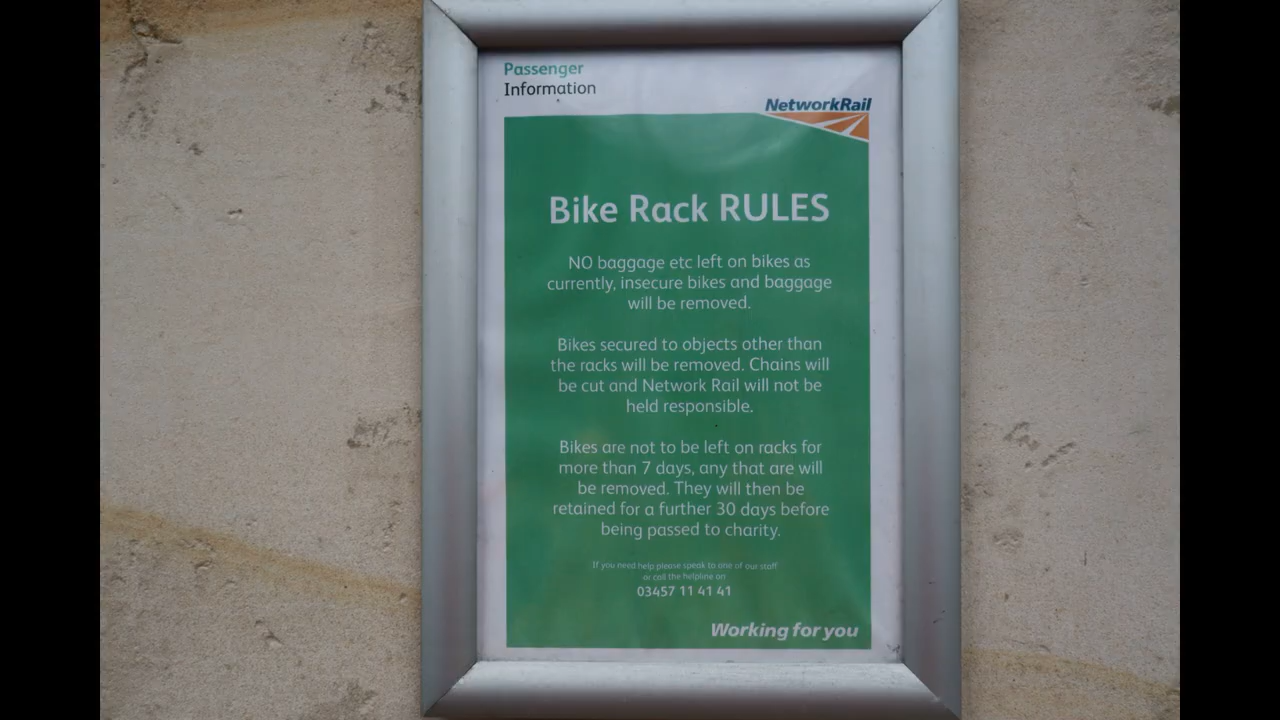 Passenger
Information
NetworkRail
Bike Rack RULES
NO baggage etc left on bikes as
currently, insecure bikes and baggage
will be removed.
Bikes secured to objects other than
the racks will be removed. Chains will
be cut and Network Rail will not be
held responsible.
Bikes are not to be left on racks for
more than 7 days, any that are will
be removed. They will then be
retained for a further 30 days before
being passed to charity.
If you need help please speak to one of our staff
or call the helpline on
03457 11 41 41
Working for you